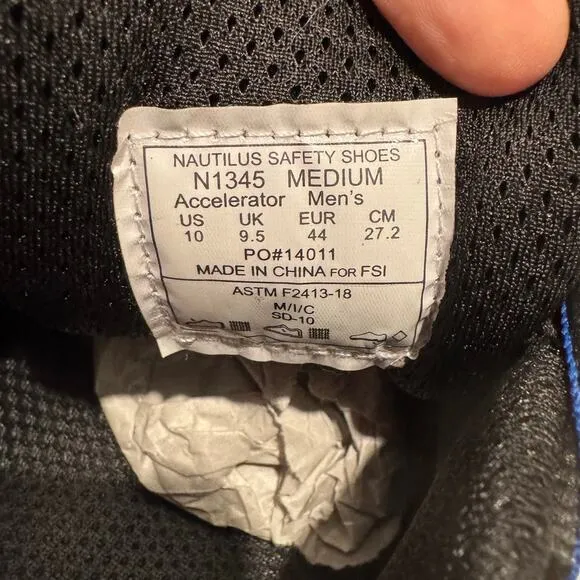 NAUTILUS SAFETY SHOES
N1345 MEDIUM
Accelerator Men's
US UK EUR CM
10 9.5 44 27.2
PO#14011
MADE IN CHINA FOR FSI
ASTM F2413-18
M/I/C
SD-10